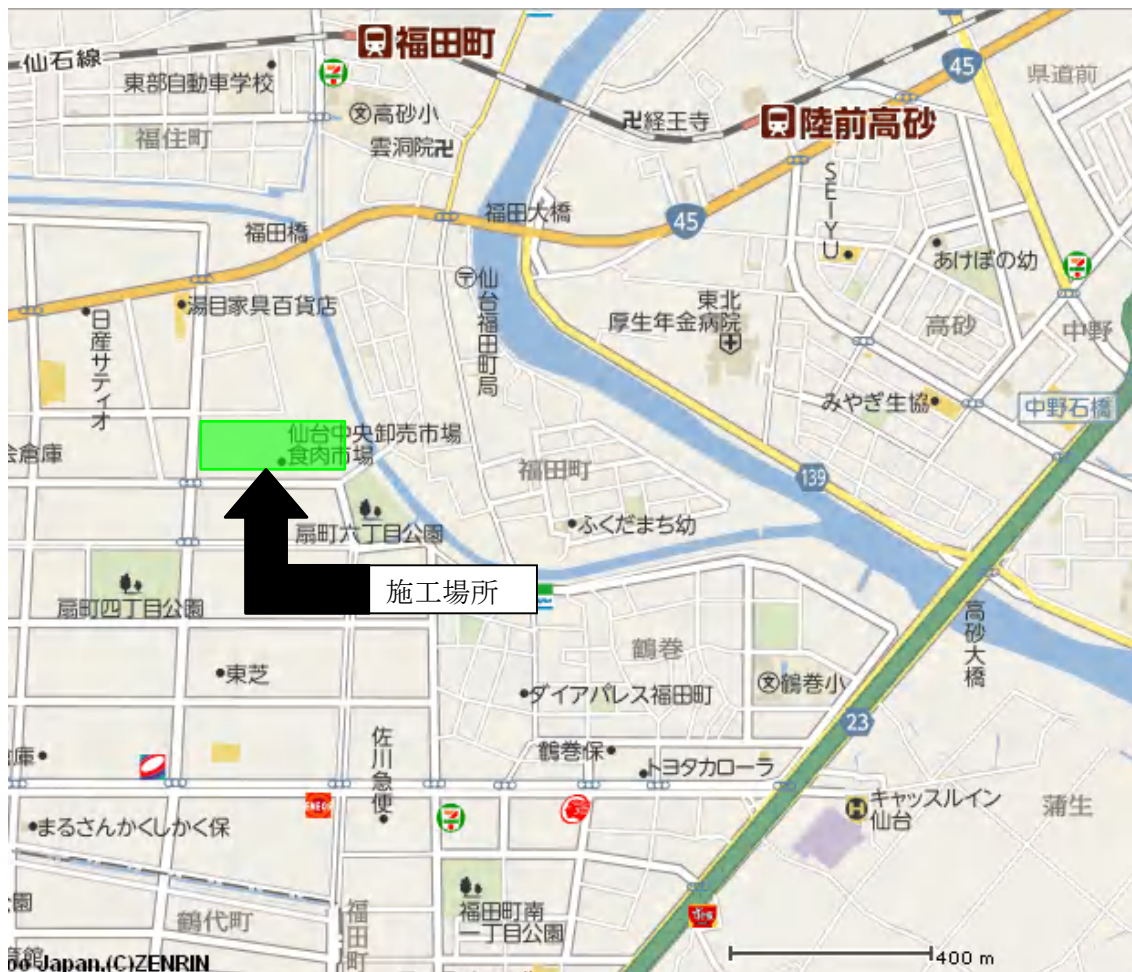 仙石線
福田町
45
県道前
東部自動車学校
高砂小
経王寺
陸前高砂
福住町
雲洞院
SEIYU
福田大橋
45
福田橋
あけぼの幼
仙台福田町局
湯目家具百貨店
東北
厚生年金病院
高砂
中野
日産サティオ
みやぎ生協
中野石橋
仙台中央卸売市場
食肉市場
会倉庫
福田町
139
ふくだまち幼
扇町六丁目公園
施工場所
扇町四丁目公園
高砂大橋
鶴巻
東芝
鶴巻小
ダイアパレス福田町
23
佐川急便
鶴巻保
トヨタカローラ
倉庫
ENEOS
キャッスルイン
仙台
蒲生
まるさんかくしかく保
福田町南
一丁目公園
鶴代町
福田町
公園
400 m
oo Japan,(C)ZENRIN